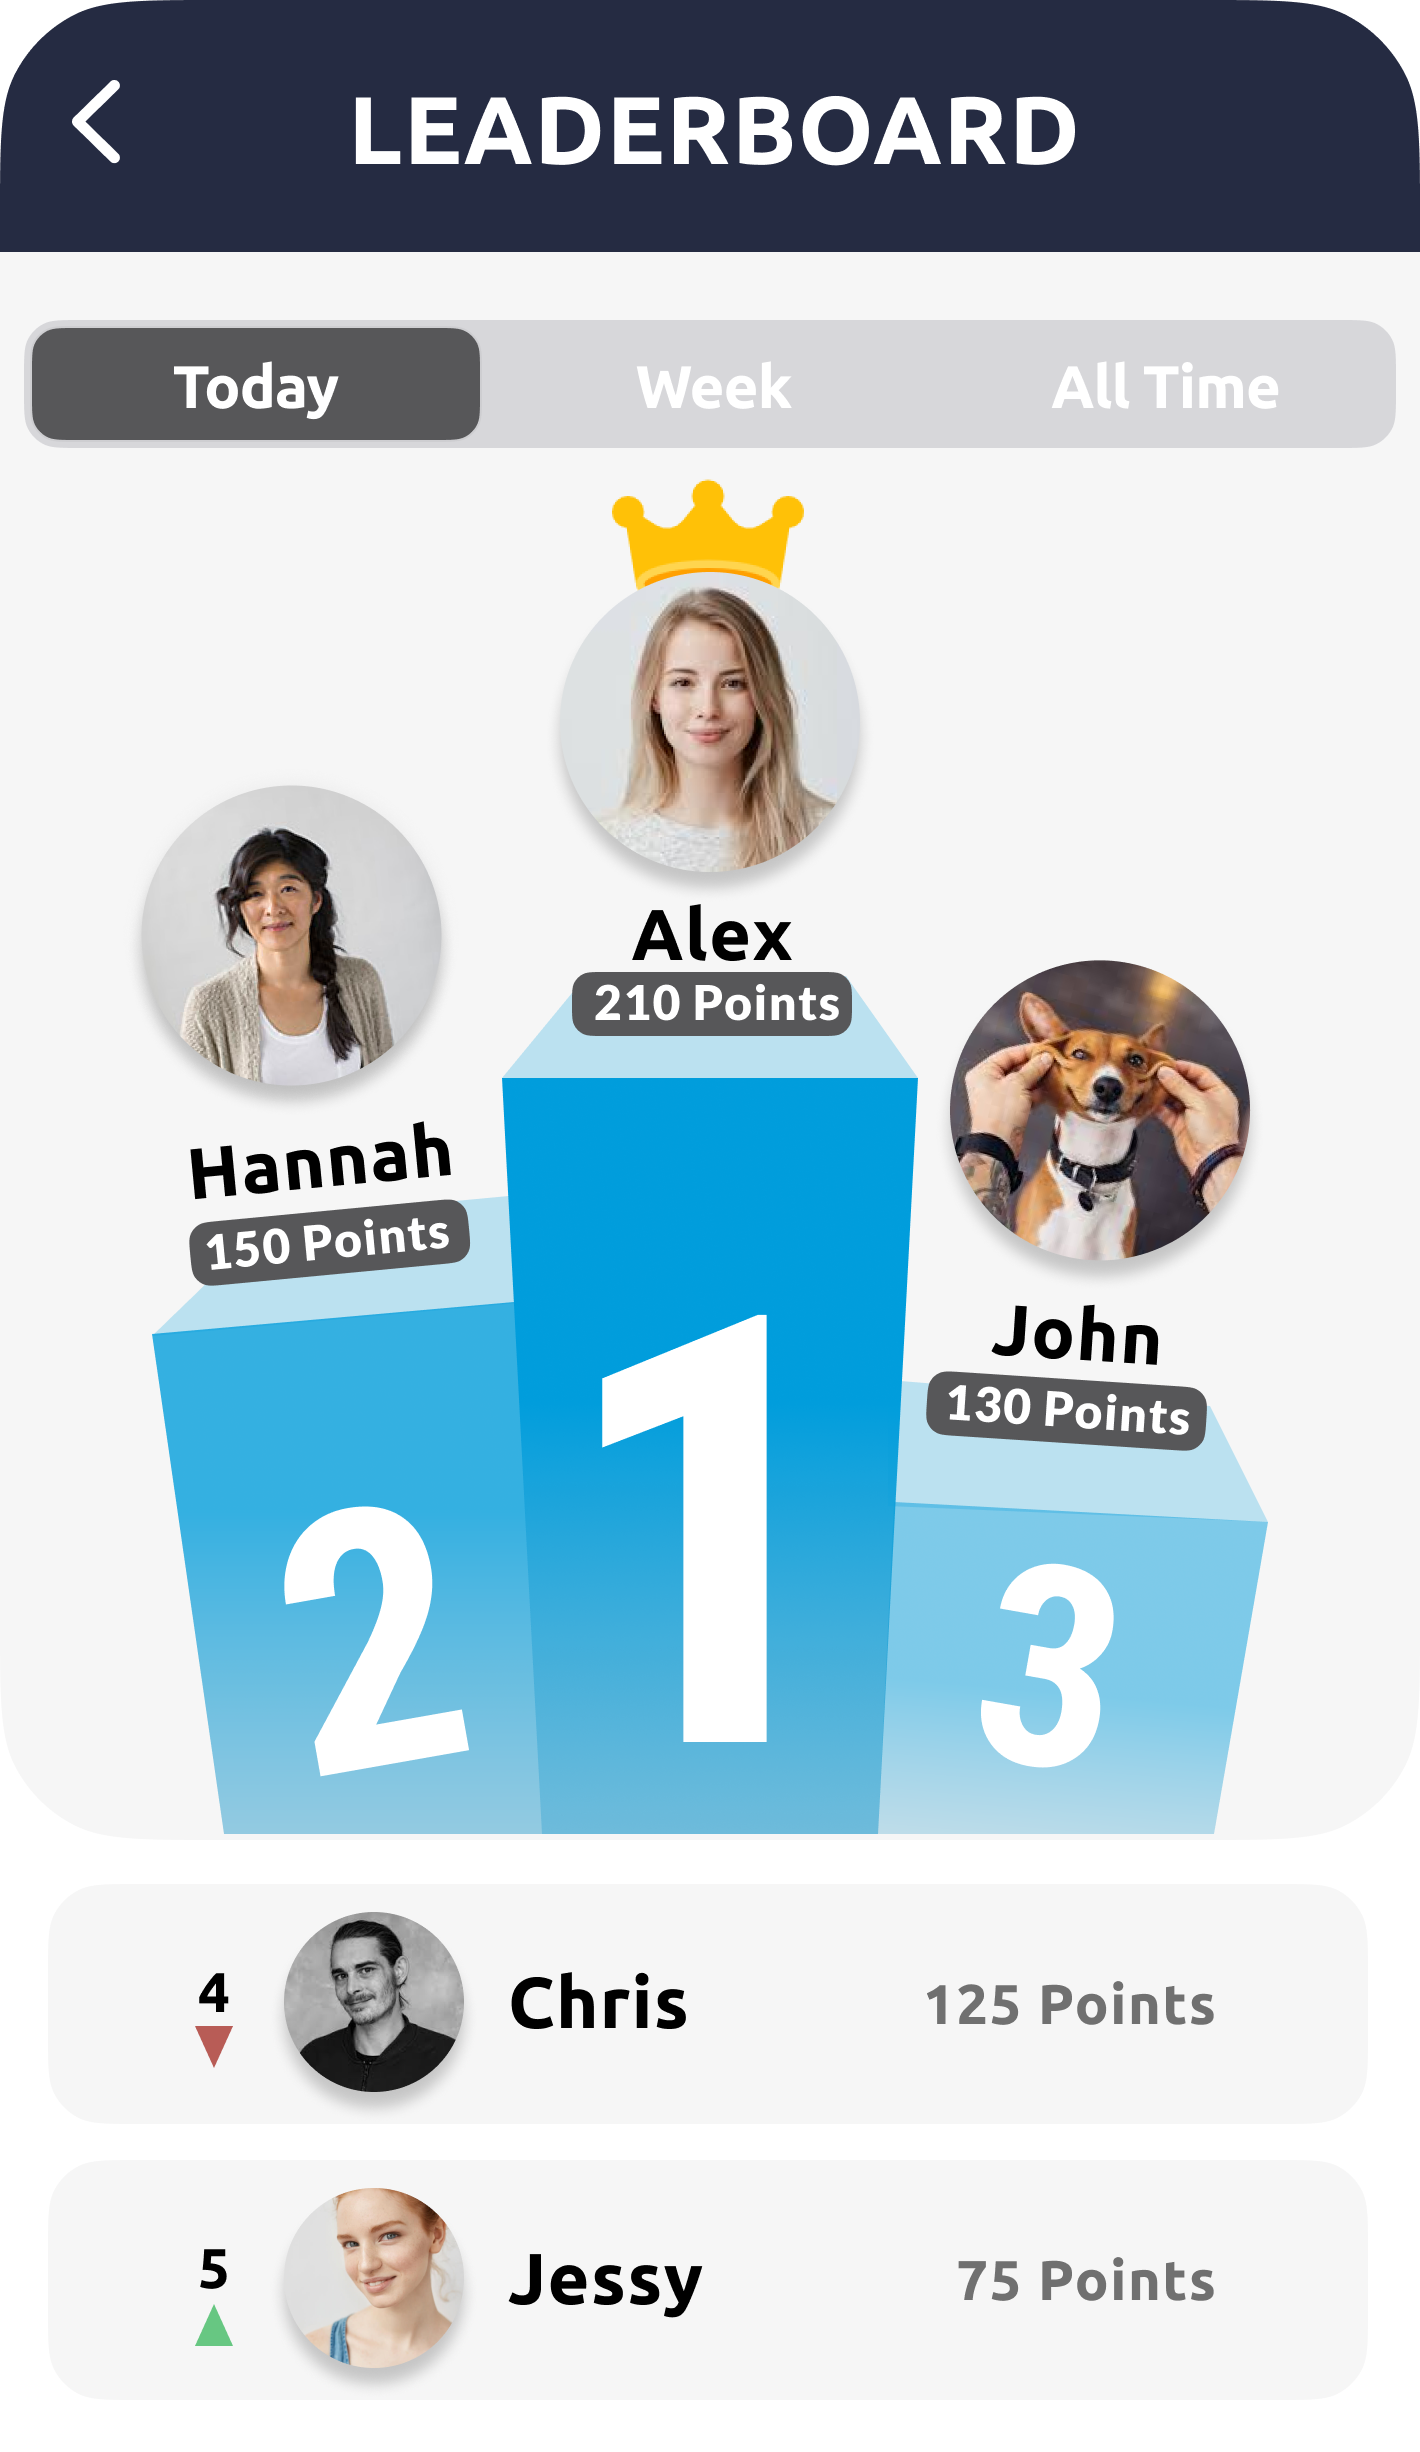 LEADERBOARD
Today Week All Time
Alex
210 Points
Hannah
150 Points
John
130 Points
1
2
3
4 Chris 125 Points
5 Jessy 75 Points